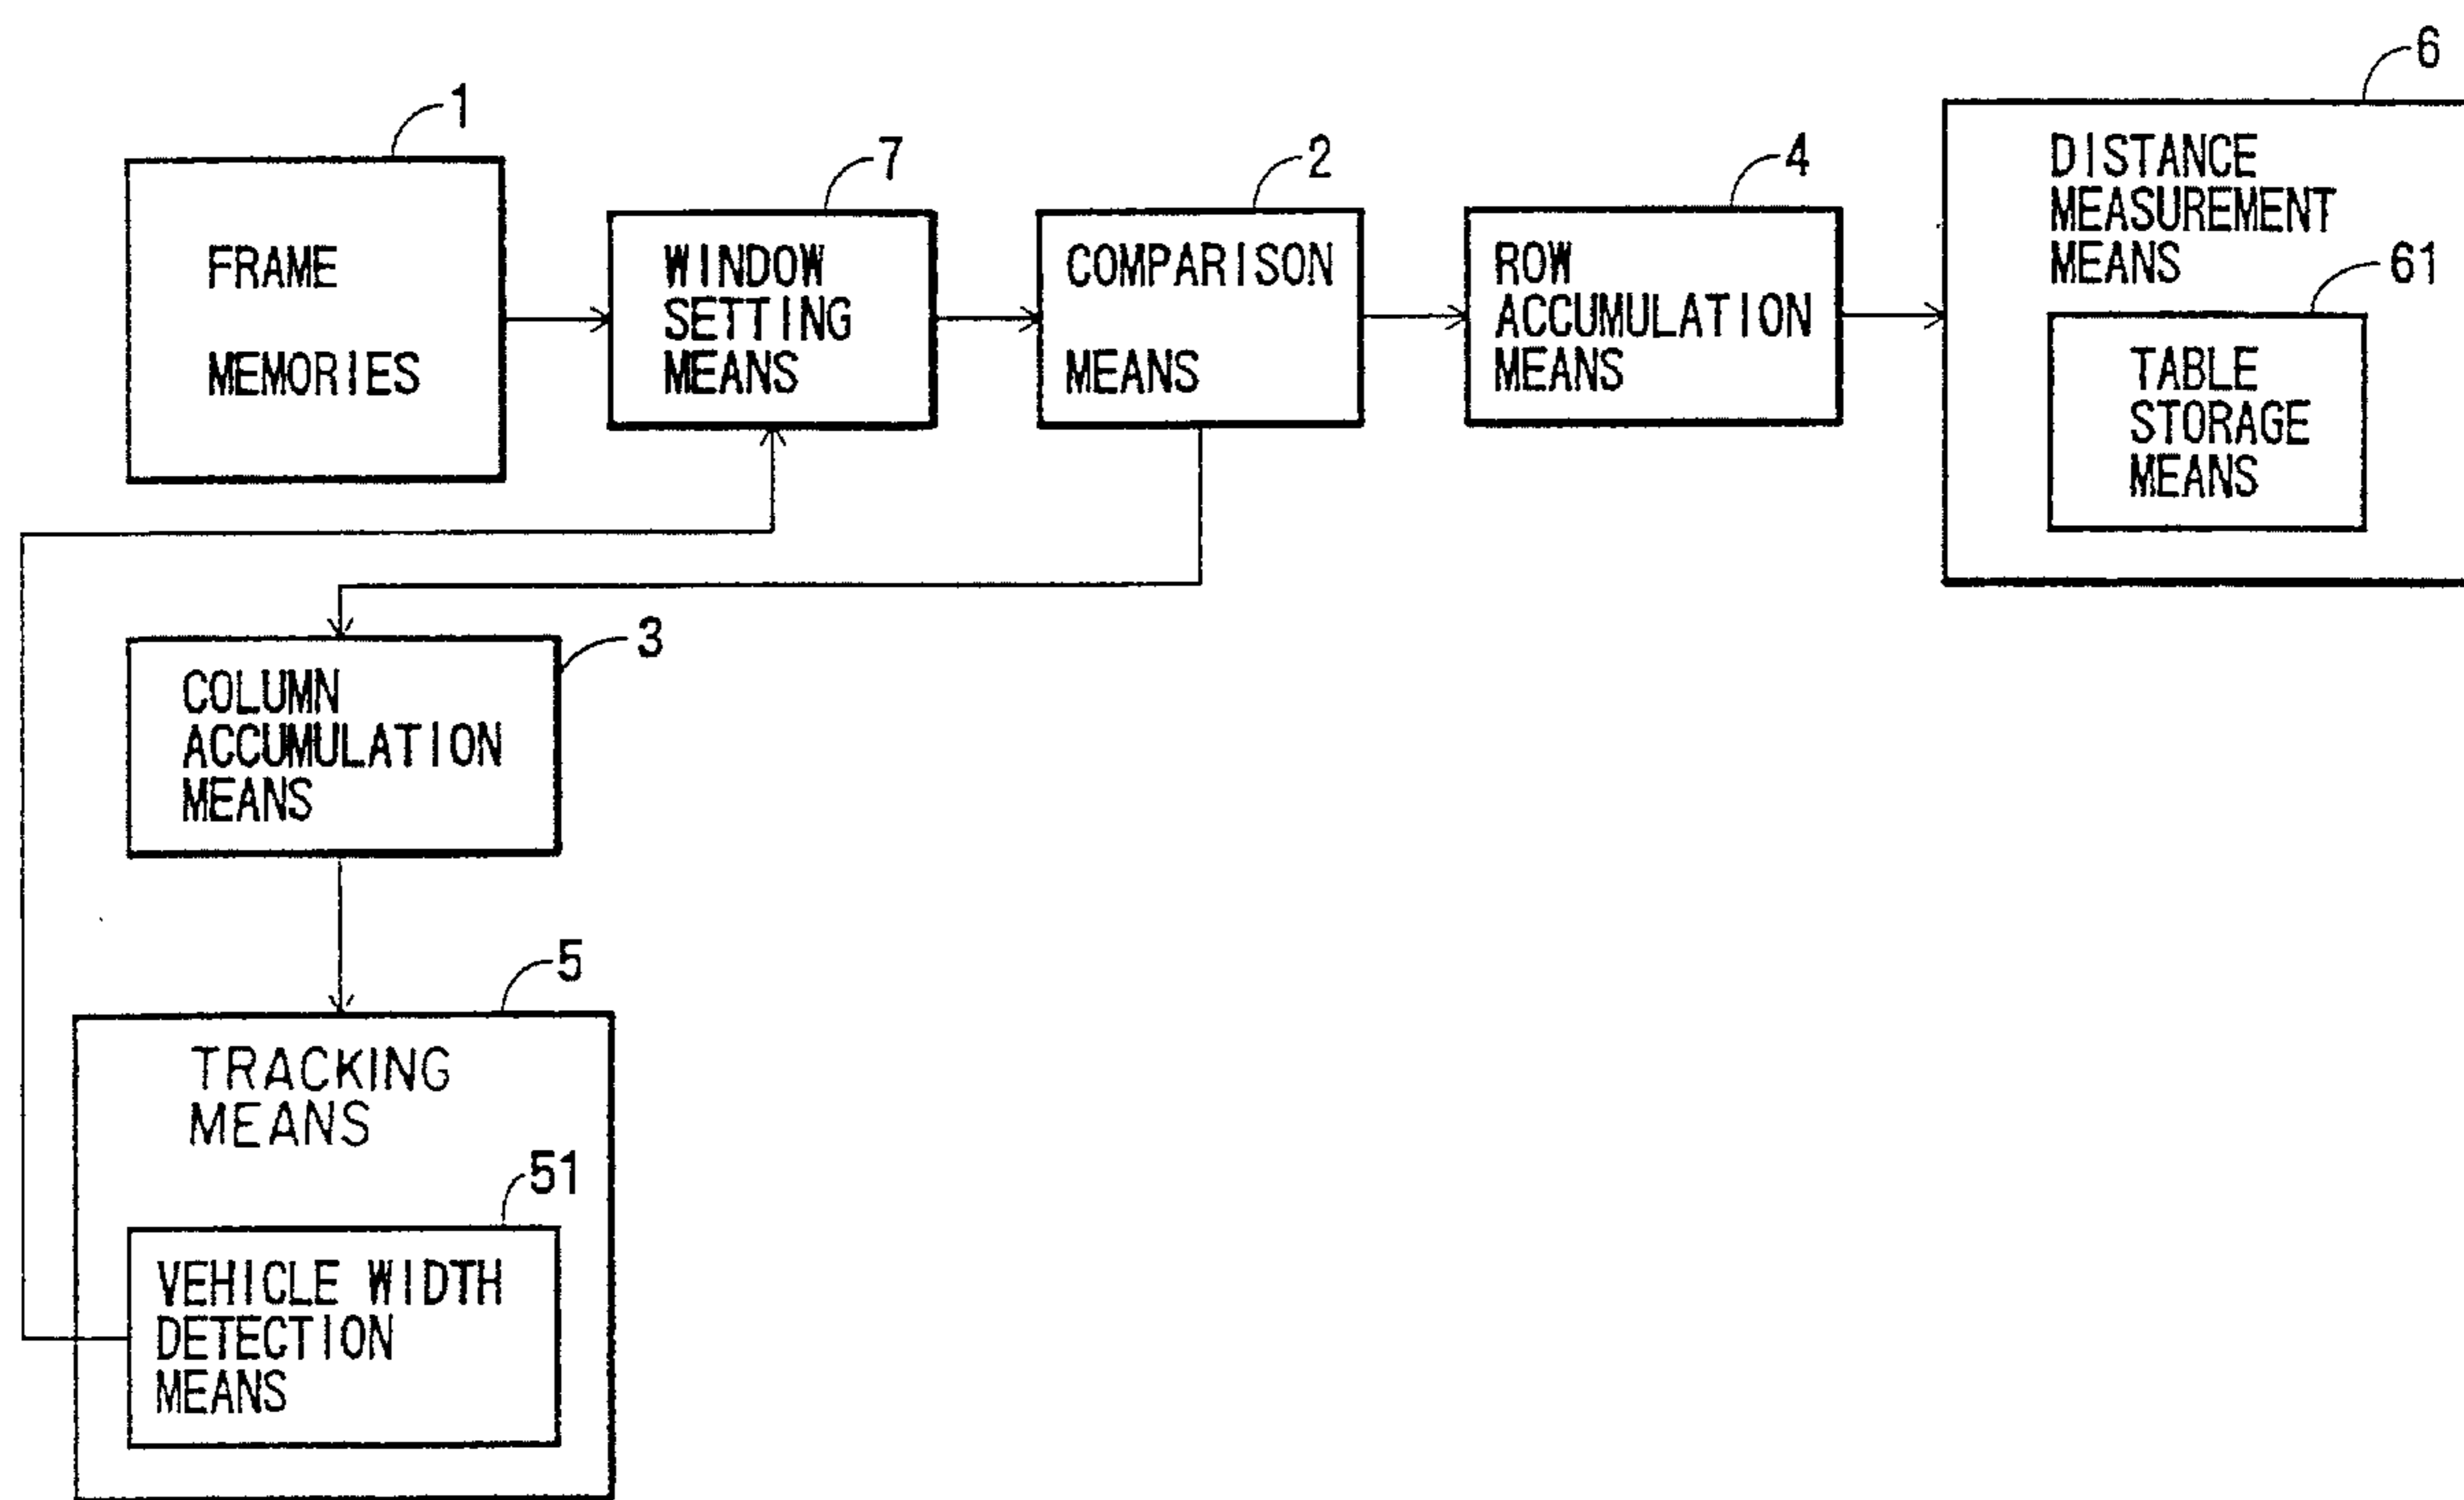 1
FRAME
MEMORIES
7
WINDOW
SETTING
MEANS
2
COMPARISON
MEANS
4
ROW
ACCUMULATION
MEANS
6
DISTANCE
MEASUREMENT
MEANS
61
TABLE
STORAGE
MEANS
3
COLUMN
ACCUMULATION
MEANS
5
TRACKING
MEANS
51
VEHICLE WIDTH
DETECTION
MEANS